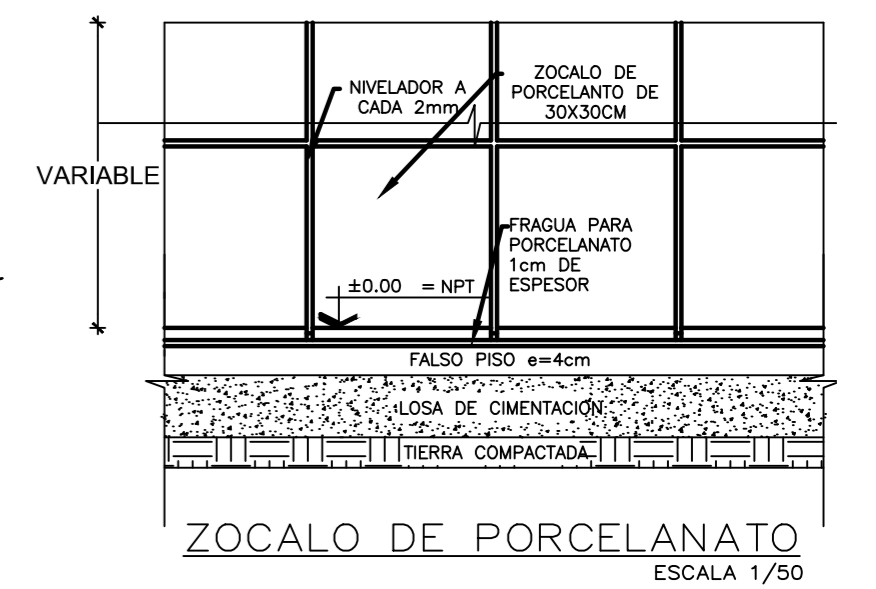 NIVELADOR A
CADA 2mm
ZOCALO DE
PORCELANTO DE
30X30CM
VARIABLE
FRAGUA PARA
PORCELANATO
1cm DE
ESPESOR
±0.00 = NPT
FALSO PISO e=4cm
LOSA DE CIMENTACION
TIERRA COMPACTADA
ZOCALO DE PORCELANATO
ESCALA 1/50